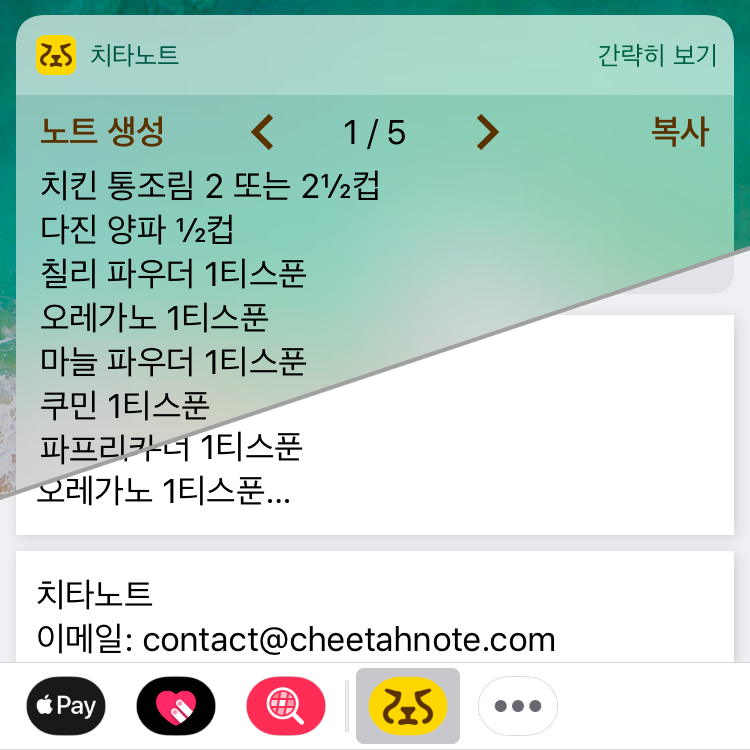 치타노트 간략히 보기
노트 생성 1 / 5 복사
치킨 통조림 2 또는 2½컵
다진 양파 ½컵
칠리 파우더 1티스푼
오레가노 1티스푼
마늘 파우더 1티스푼
쿠민 1티스푼
파프리카더 1티스푼
오레가노 1티스푼...
치타노트
이메일: contact@cheetahnote.com
Pay